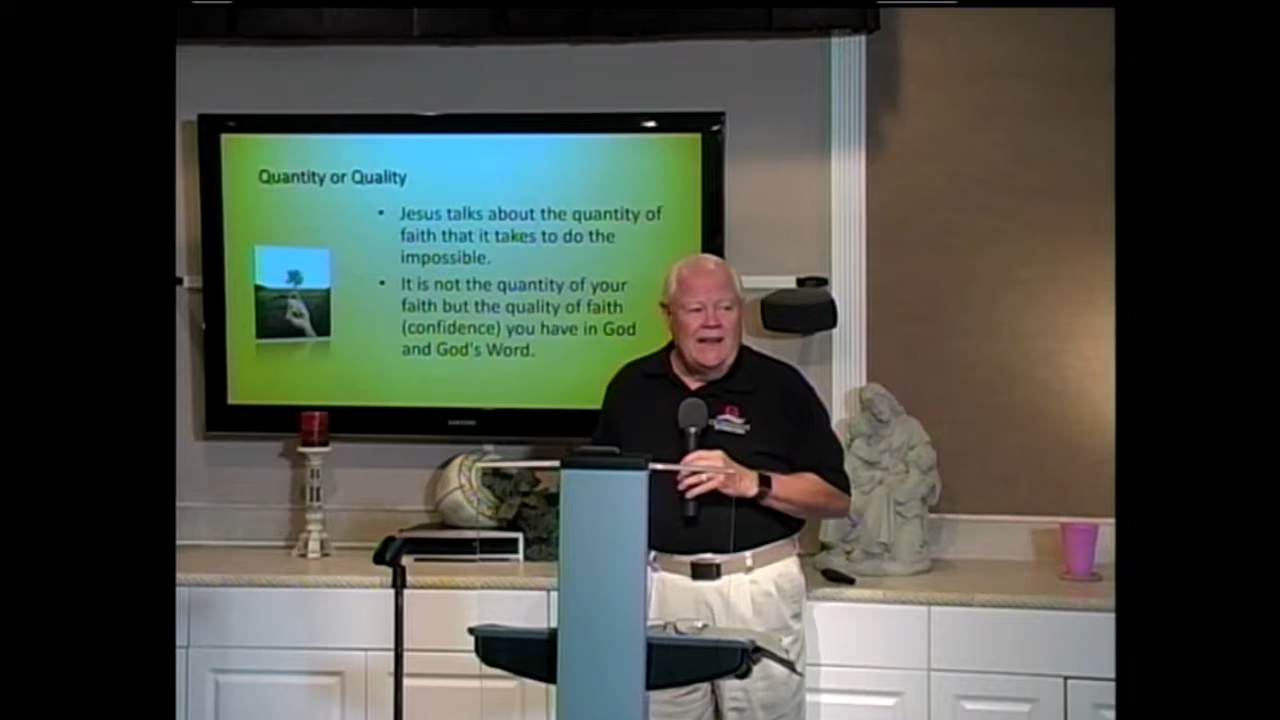 Quantity or Quality
• Jesus talks about the quantity of
faith that it takes to do the
impossible.
• It is not the quantity of your
faith but the quality of faith
(confidence) you have in God
and God's Word.
SAMSUNG